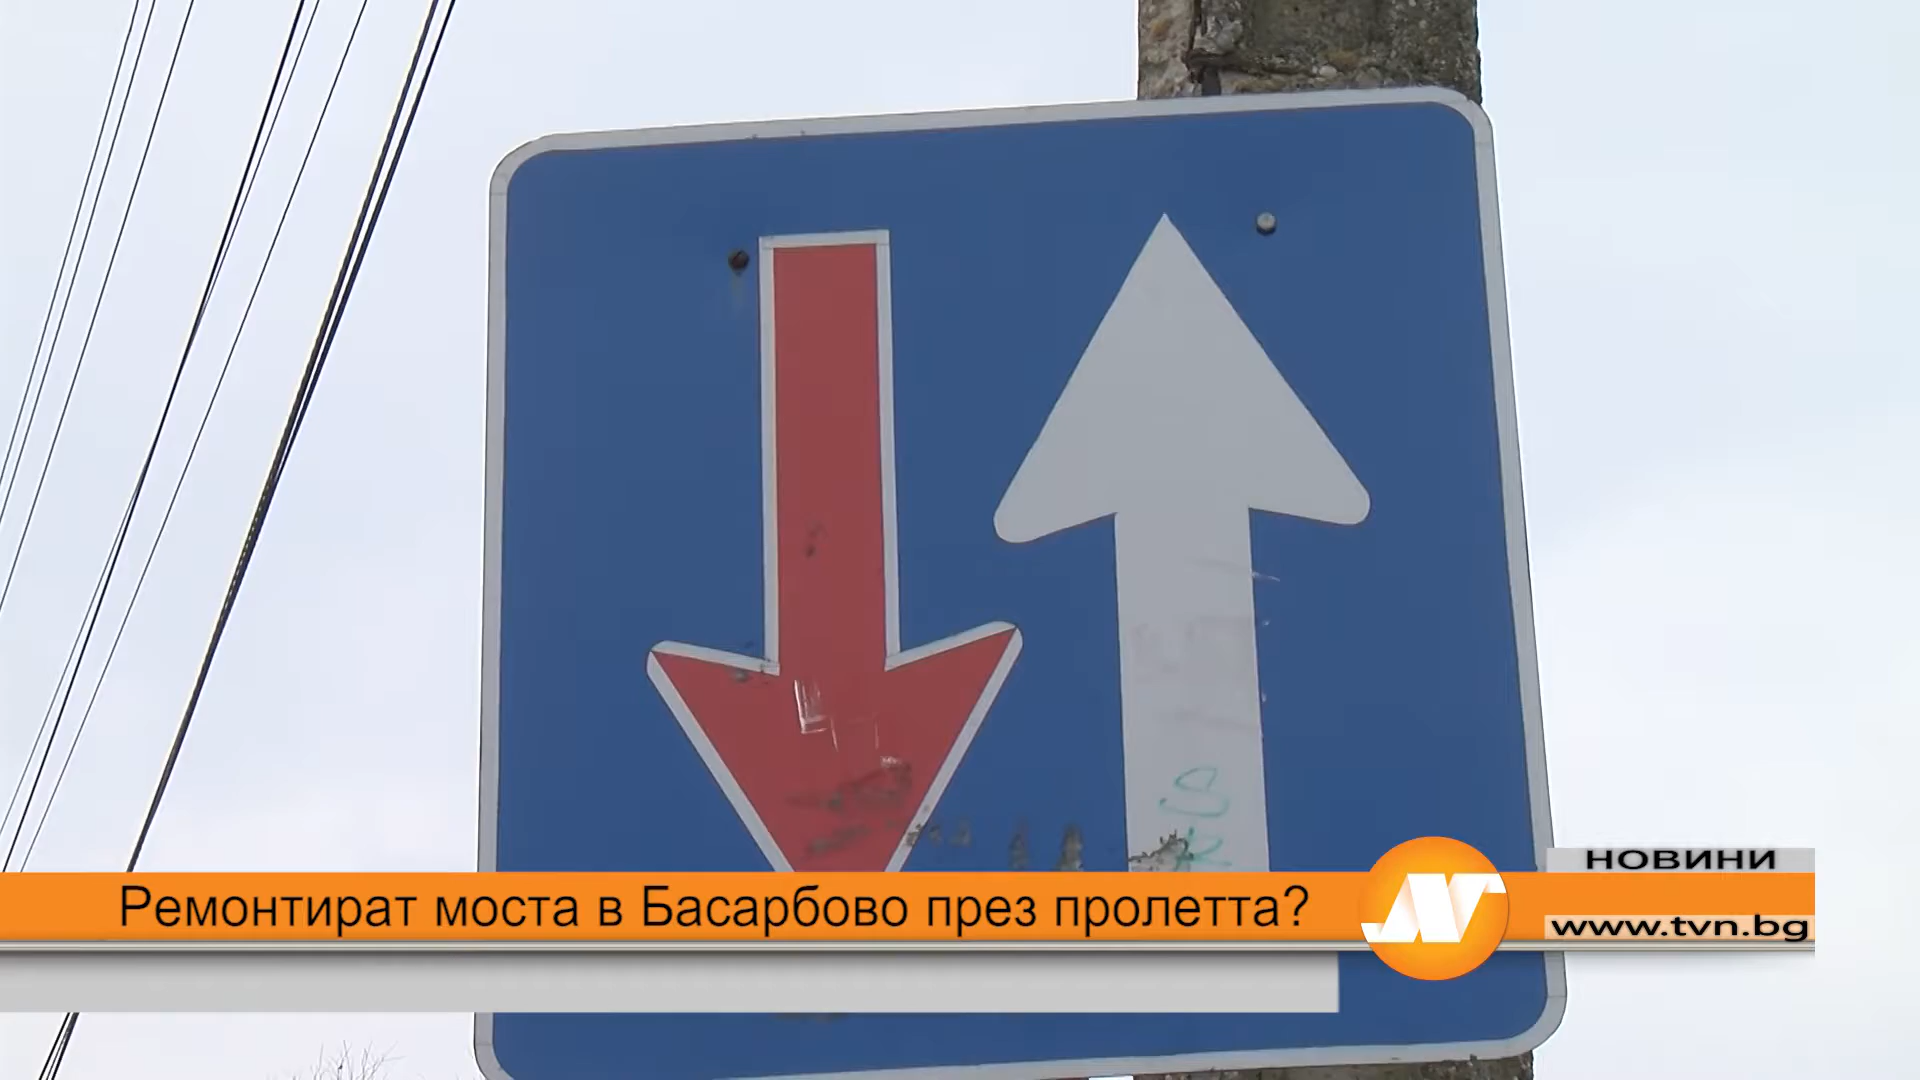 НОВИНИ
Ремонтират моста в Басарбово през пролетта?
www.tvn.bg